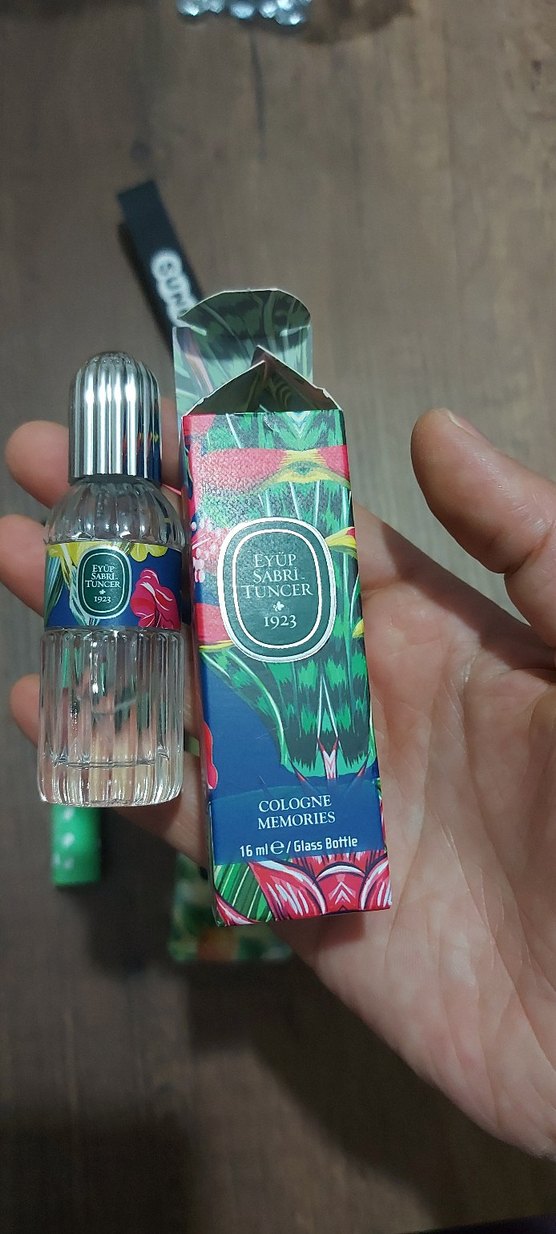 EYÜP
SABRİ
TUNCER
1923
EYÜP
SABRİ
TUNCER
1923
COLOGNE
MEMORIES
16 ml ℮ / Glass Bottle